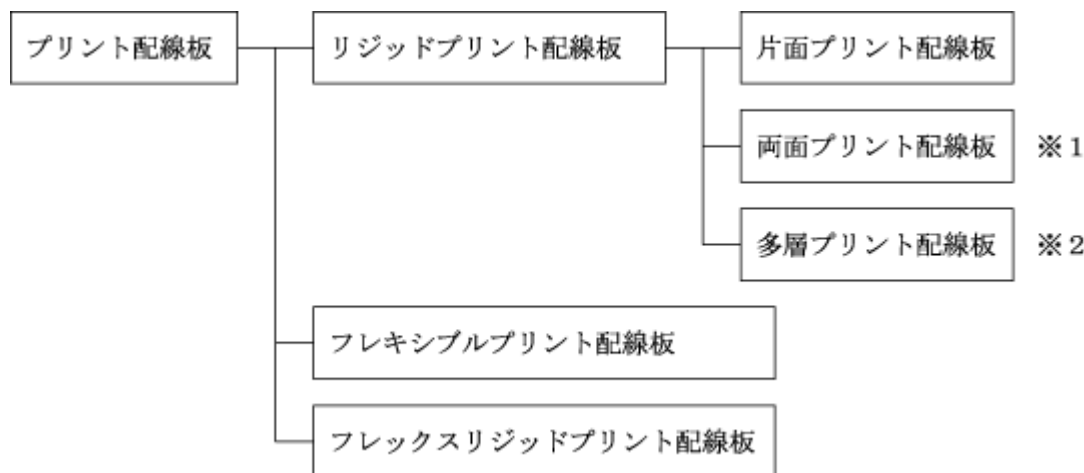 プリント配線板
リジッドプリント配線板
片面プリント配線板
両面プリント配線板 ※1
多層プリント配線板 ※2
フレキシブルプリント配線板
フレックスリジッドプリント配線板